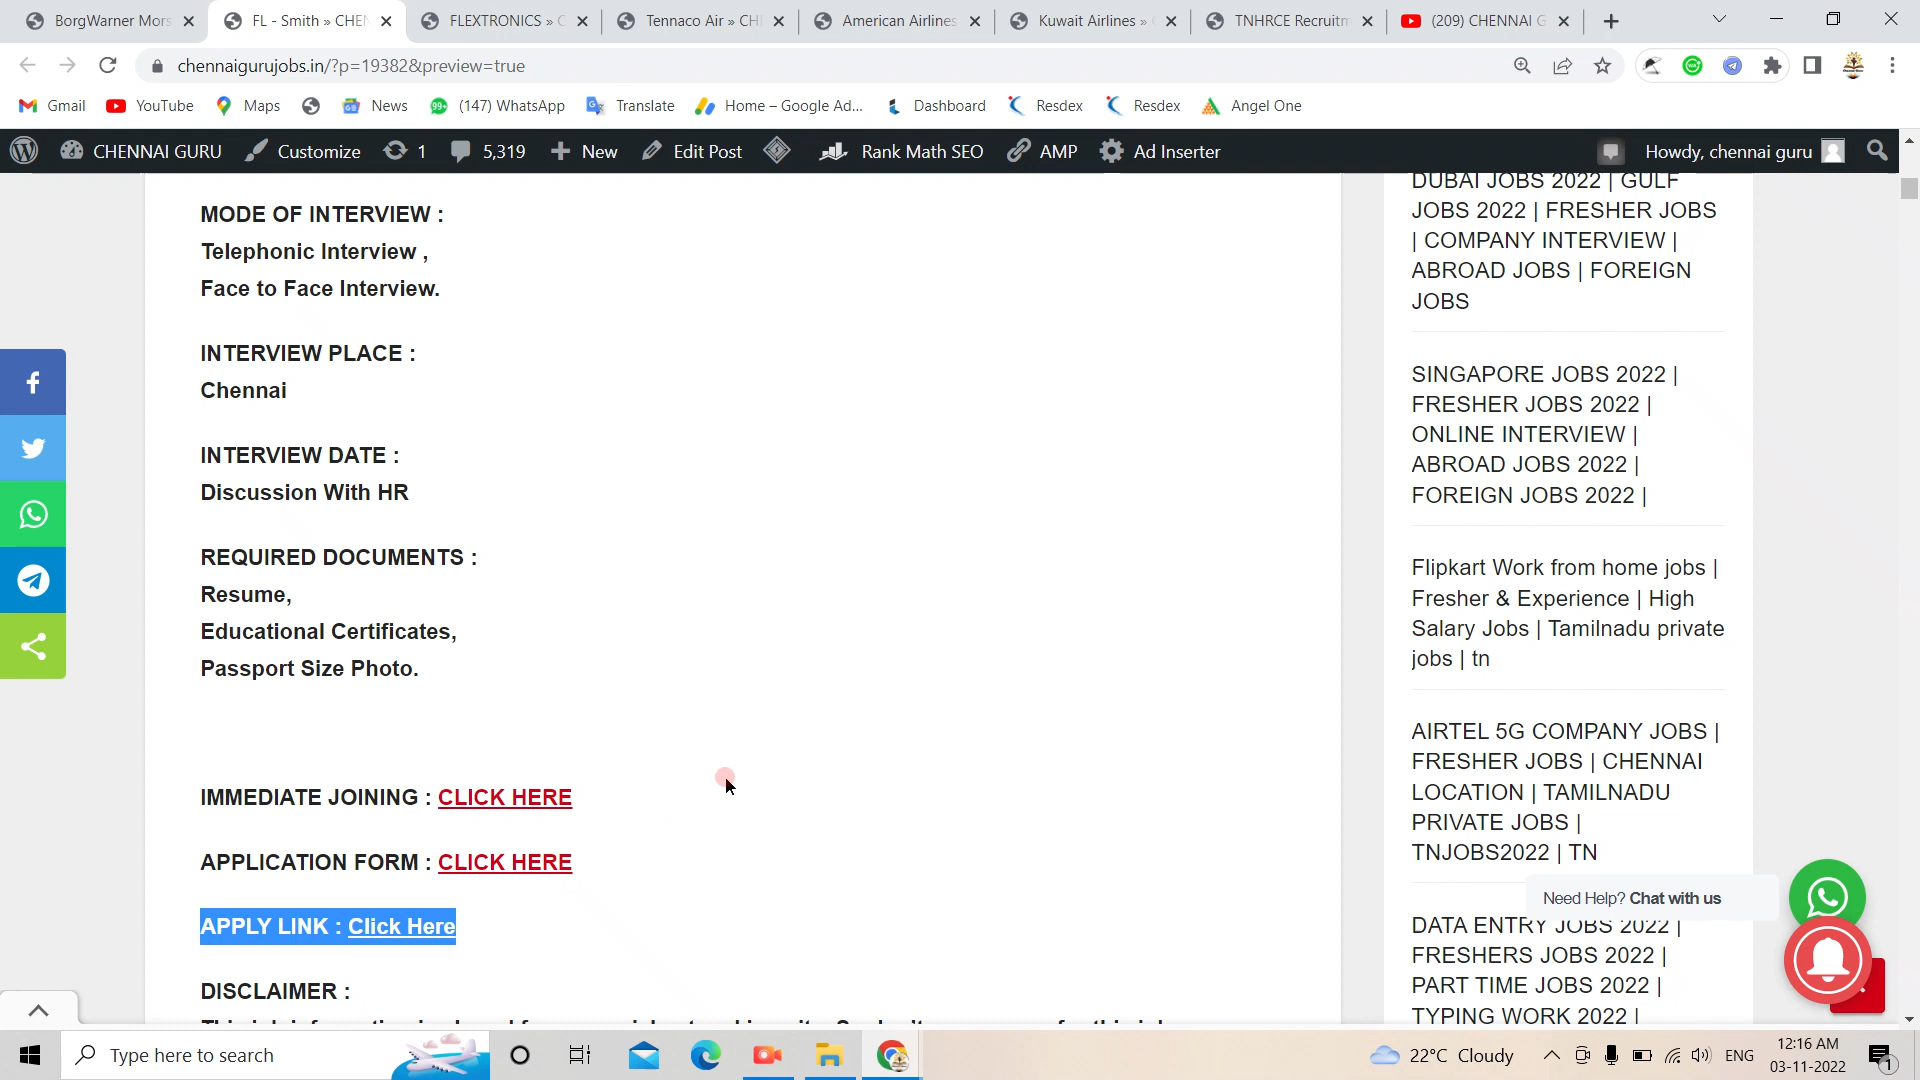 BorgWarner Mors
FL - Smith » CHEN
FLEXTRONICS » C
Tennaco Air » CH
American Airlines
Kuwait Airlines »
TNHRCE Recruitm
(209) CHENNAI G
chennaigurujobs.in/?p=19382&preview=true
Gmail
YouTube
Maps
News
(147) WhatsApp
Translate
Home – Google Ad...
Dashboard
Resdex
Resdex
Angel One
CHENNAI GURU
Customize
1
5,319
New
Edit Post
Rank Math SEO
AMP
Ad Inserter
Howdy, chennai guru
MODE OF INTERVIEW :
Telephonic Interview ,
Face to Face Interview.
INTERVIEW PLACE :
Chennai
INTERVIEW DATE :
Discussion With HR
REQUIRED DOCUMENTS :
Resume,
Educational Certificates,
Passport Size Photo.
IMMEDIATE JOINING : CLICK HERE
APPLICATION FORM : CLICK HERE
APPLY LINK : Click Here
DISCLAIMER :
DUBAI JOBS 2022 | GULF
JOBS 2022 | FRESHER JOBS
| COMPANY INTERVIEW |
ABROAD JOBS | FOREIGN
JOBS
SINGAPORE JOBS 2022 |
FRESHER JOBS 2022 |
ONLINE INTERVIEW |
ABROAD JOBS 2022 |
FOREIGN JOBS 2022 |
Flipkart Work from home jobs |
Fresher & Experience | High
Salary Jobs | Tamilnadu private
jobs | tn
AIRTEL 5G COMPANY JOBS |
FRESHER JOBS | CHENNAI
LOCATION | TAMILNADU
PRIVATE JOBS |
TNJOBS2022 | TN
Need Help? Chat with us
DATA ENTRY JOBS 2022 |
FRESHERS JOBS 2022 |
PART TIME JOBS 2022 |
TYPING WORK 2022 |
Type here to search
22°C Cloudy
ENG
12:16 AM
03-11-2022
1